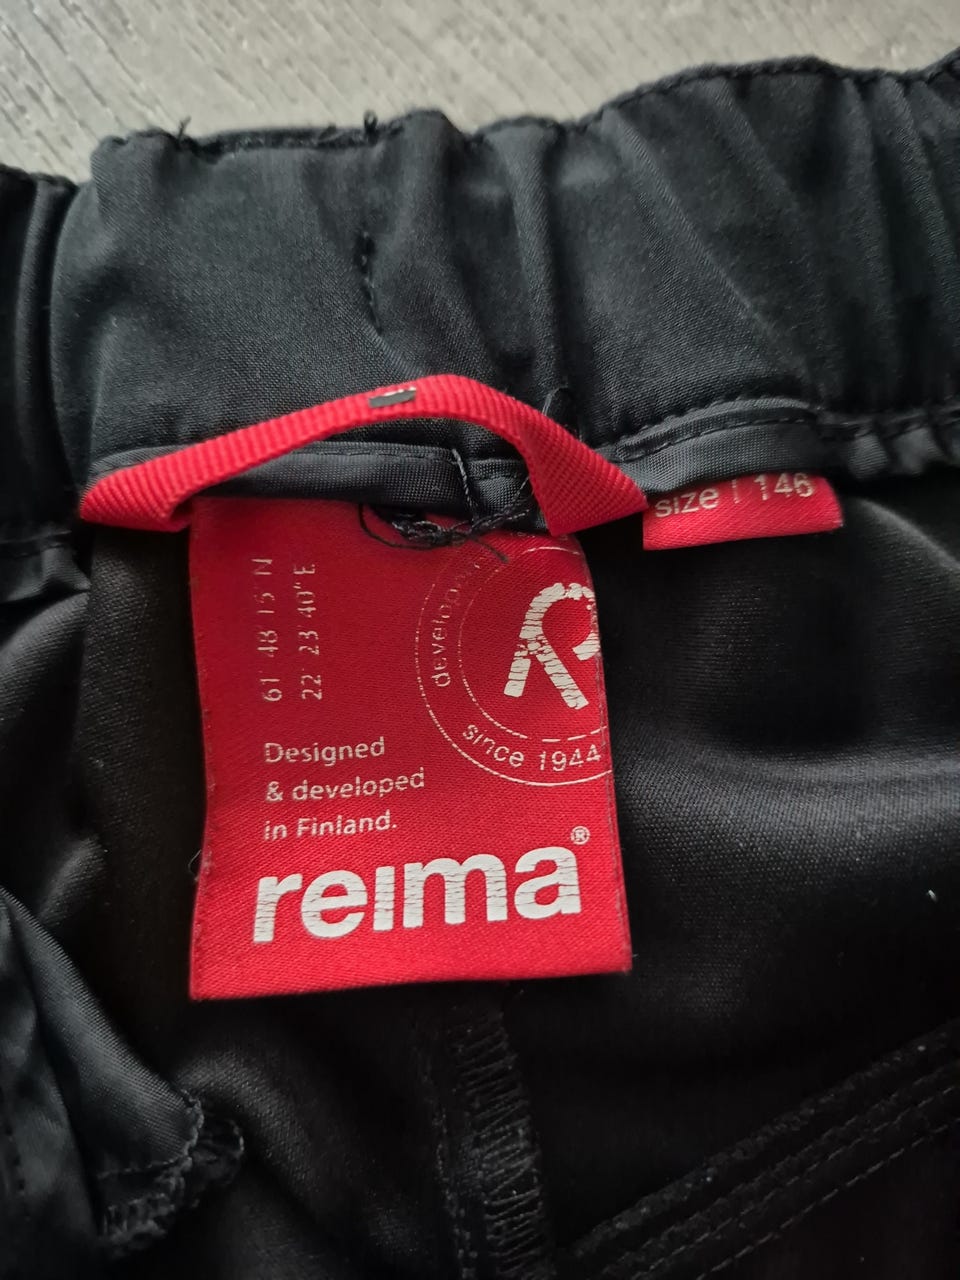 size 146
61° 48' 15" N
22° 23' 40" E
since 1944
Designed
& developed
in Finland.
reima®